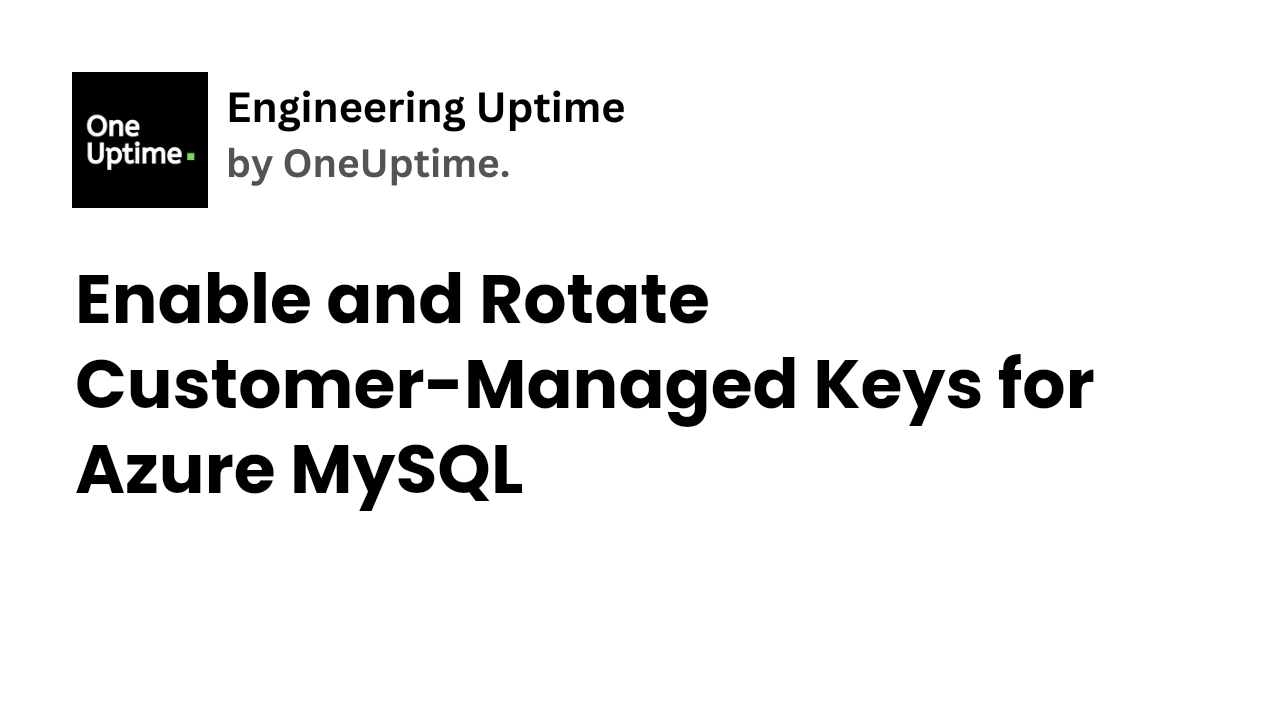 One
Uptime
Engineering Uptime
by OneUptime.
Enable and Rotate
Customer-Managed Keys for
Azure MySQL